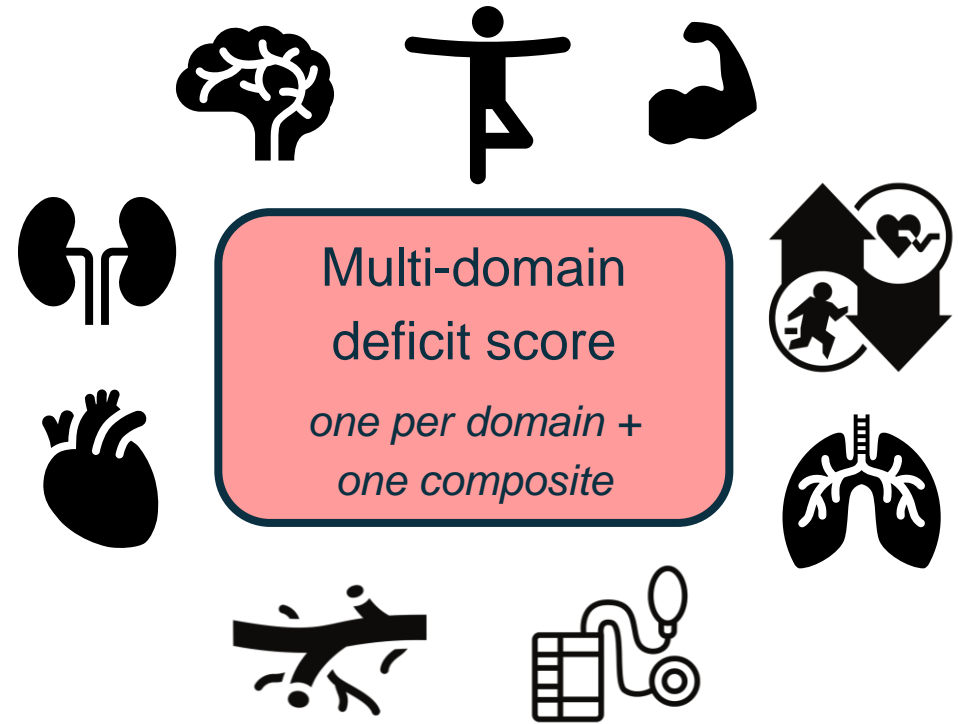 Multi-domain
deficit score
one per domain +
one composite